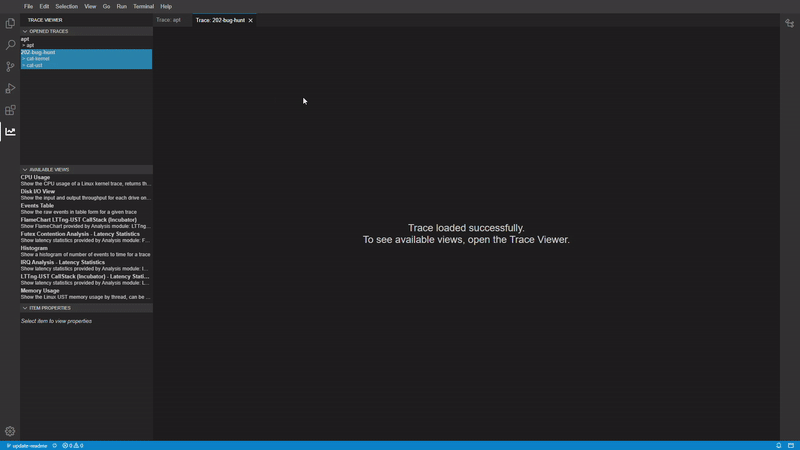 File Edit Selection View Go Run Terminal Help
TRACE VIEWER
Trace: apt
Trace: 202-bug-hunt
OPENED TRACES
apt
> apt
202-bug-hunt
> cat-kernel
> cat-ust
AVAILABLE VIEWS
CPU Usage
Show the CPU usage of a Linux kernel trace, returns th...
Disk I/O View
Show the input and output throughput for each drive on...
Events Table
Show the raw events in table form for a given trace
FlameChart LTTng-UST CallStack (Incubator)
Show FlameChart provided by Analysis module: LTTng...
Futex Contention Analysis - Latency Statistics
Show latency statistics provided by Analysis module: F...
Histogram
Show a histogram of number of events to time for a trace
IRQ Analysis - Latency Statistics
Show latency statistics provided by Analysis module: I...
LTTng-UST CallStack (Incubator) - Latency Stati...
Show latency statistics provided by Analysis module: L...
Memory Usage
Show the Linux UST memory usage by thread, can be ...
ITEM PROPERTIES
Select item to view properties
Trace loaded successfully.
To see available views, open the Trace Viewer.
update-readme 0 0